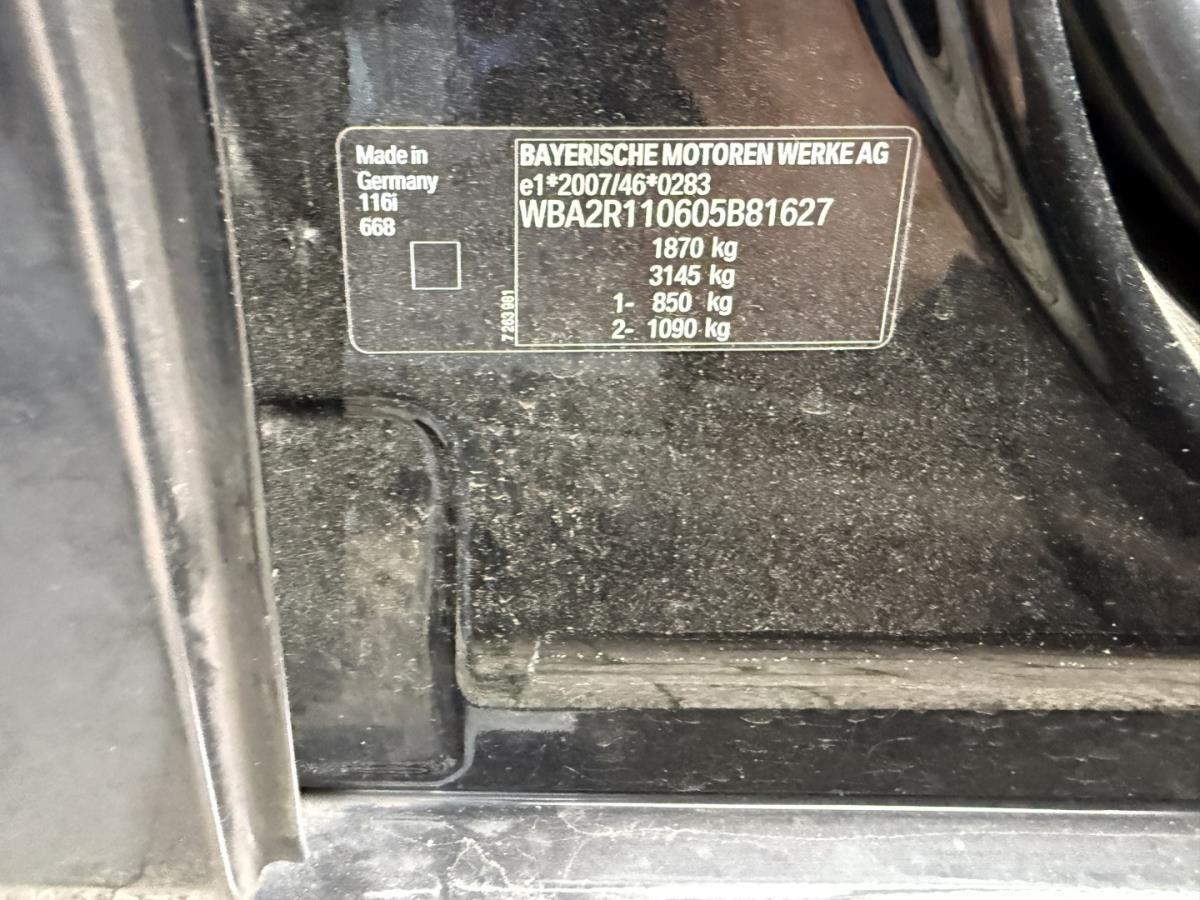 Made in
Germany
116i
668
7 263 981
BAYERISCHE MOTOREN WERKE AG
e1*2007/46*0283
WBA2R110605B81627
1870 kg
3145 kg
1- 850 kg
2- 1090 kg